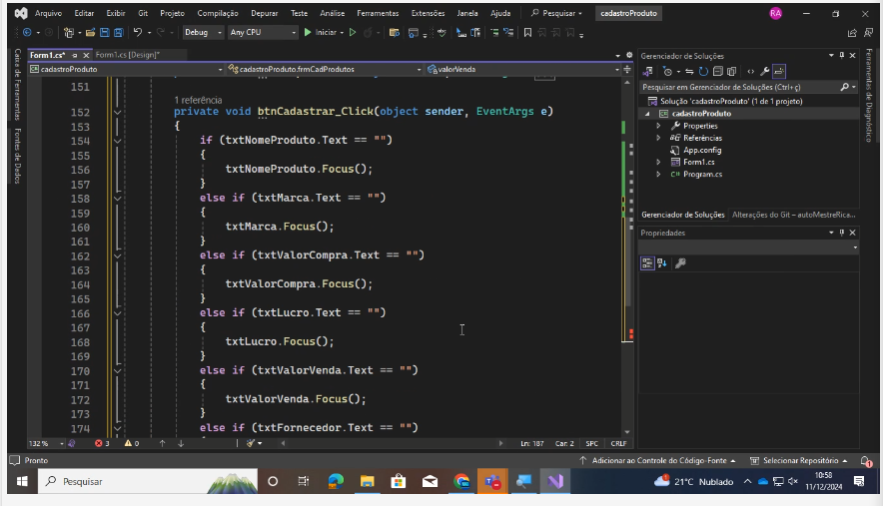 Arquivo Editar Exibir Git Projeto Compilação Depurar Teste Análise Ferramentas Extensões Janela Ajuda Pesquisar cadastroProduto RA
Debug Any CPU Iniciar
Caixa de Ferramentas
Fontes de Dados
Form1.cs* Form1.cs [Design]*
cadastroProduto cadastroProduto.frmCadProdutos valorVenda
151
1 referência
152 private void btnCadastrar_Click(object sender, EventArgs e)
153 {
154 if (txtNomeProduto.Text == "")
155 {
156 txtNomeProduto.Focus();
157 }
158 else if (txtMarca.Text == "")
159 {
160 txtMarca.Focus();
161 }
162 else if (txtValorCompra.Text == "")
163 {
164 txtValorCompra.Focus();
165 }
166 else if (txtLucro.Text == "")
167 {
168 txtLucro.Focus();
169 }
170 else if (txtValorVenda.Text == "")
171 {
172 txtValorVenda.Focus();
173 }
174 else if (txtFornecedor.Text == "")
132 % 3 0 Ln: 187 Car: 2 SPC CRLF
Gerenciador de Soluções
Pesquisar em Gerenciador de Soluções (Ctrl+ç)
Solução 'cadastroProduto' (1 de 1 projeto)
cadastroProduto
Properties
Referências
App.config
Form1.cs
C# Program.cs
Gerenciador de Soluções Alterações do Git – autoMestreRica...
Propriedades
Ferramentas de Diagnóstico
Pronto Adicionar ao Controle do Código-Fonte Selecionar Repositório
Pesquisar 21°C Nublado 10:58
11/12/2024